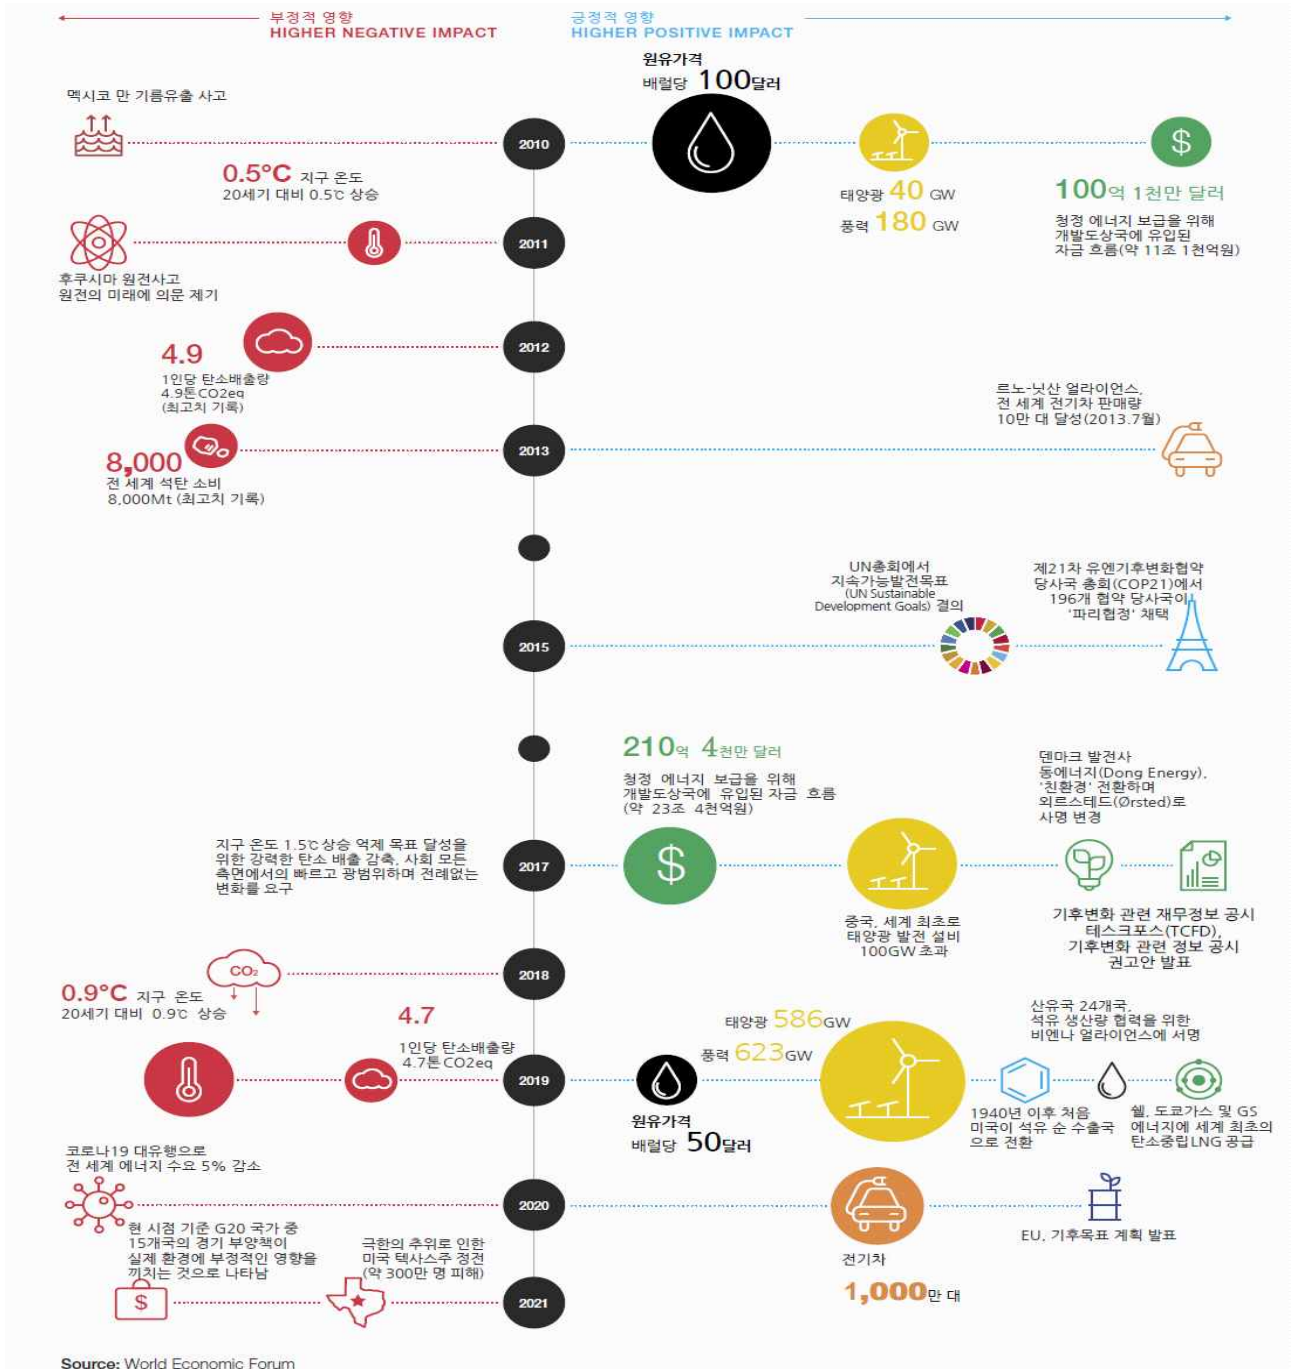 부정적 영향
HIGHER NEGATIVE IMPACT
긍정적 영향
HIGHER POSITIVE IMPACT
원유가격
배럴당 100달러
멕시코 만 기름유출 사고
2010
$
태양광 40 GW
풍력 180 GW
100억 1천만 달러
청정 에너지 보급을 위해
개발도상국에 유입된
자금 흐름(약 11조 1천억원)
0.5°C 지구 온도
20세기 대비 0.5℃ 상승
2011
후쿠시마 원전사고
원전의 미래에 의문 제기
2012
4.9
1인당 탄소배출량
4.9톤CO2eq
(최고치 기록)
르노-닛산 얼라이언스,
전 세계 전기차 판매량
10만 대 달성(2013.7월)
2013
8,000
전 세계 석탄 소비
8,000Mt (최고치 기록)
UN총회에서
지속가능발전목표
(UN Sustainable
Development Goals) 결의
제21차 유엔기후변화협약
당사국 총회(COP21)에서
196개 협약 당사국이
'파리협정' 채택
2015
210억 4천만 달러
청정 에너지 보급을 위해
개발도상국에 유입된 자금 흐름
(약 23조 4천억원)
덴마크 발전사
동에너지(Dong Energy),
'친환경' 전환하며
외르스테드(Ørsted)로
사명 변경
지구 온도 1.5℃상승 억제 목표 달성을
위한 강력한 탄소 배출 감축, 사회 모든
측면에서의 빠르고 광범위하며 전례없는
변화를 요구
2017
$
중국, 세계 최초로
태양광 발전 설비
100GW 초과
기후변화 관련 재무정보 공시
테스크포스(TCFD),
기후변화 관련 정보 공시
권고안 발표
CO2
2018
0.9°C 지구 온도
20세기 대비 0.9℃ 상승
4.7
1인당 탄소배출량
4.7톤CO2eq
2019
태양광 586GW
풍력 623GW
원유가격
배럴당 50달러
산유국 24개국,
석유 생산량 협력을 위한
비엔나 얼라이언스에 서명
1940년 이후 처음
미국이 석유 순 수출국
으로 전환
쉘, 도쿄가스 및 GS
에너지에 세계 최초의
탄소중립LNG 공급
코로나19 대유행으로
전 세계 에너지 수요 5% 감소
2020
전기차
1,000만 대
EU, 기후목표 계획 발표
현 시점 기준 G20 국가 중
15개국의 경기 부양책이
실제 환경에 부정적인 영향을
끼치는 것으로 나타남
극한의 추위로 인한
미국 텍사스주 정전
(약 300만 명 피해)
$
2021
Source: World Economic Forum